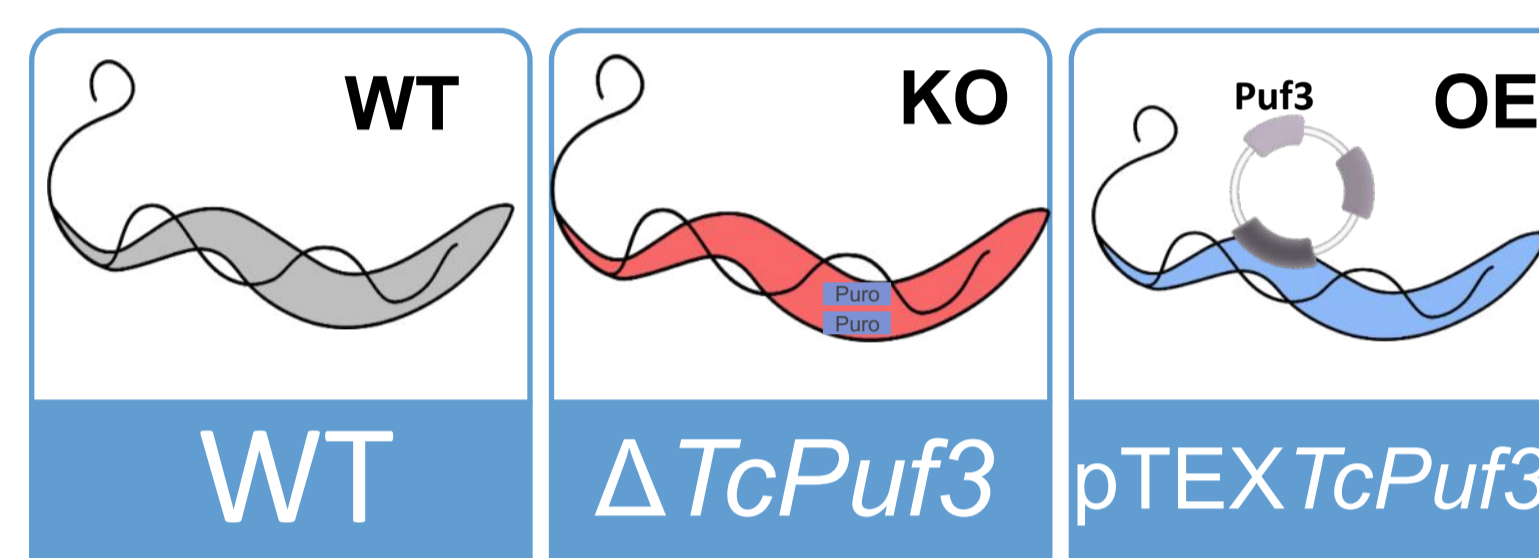 WT
WT
KO
Puro
Puro
ΔTcPuf3
Puf3
OE
pTEXTcPuf3